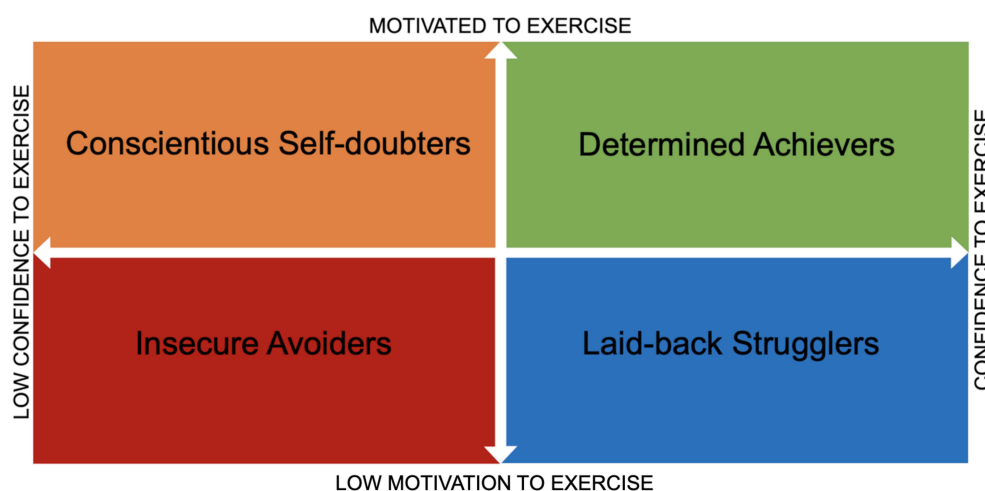 MOTIVATED TO EXERCISE
LOW CONFIDENCE TO EXERCISE
Conscientious Self-doubters
Determined Achievers
CONFIDENCE TO EXERCISE
Insecure Avoiders
Laid-back Strugglers
LOW MOTIVATION TO EXERCISE